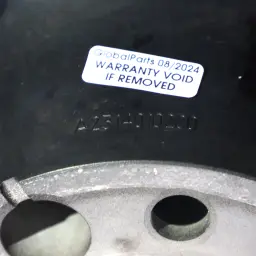 GlobalParts 08/2024
WARRANTY VOID
IF REMOVED